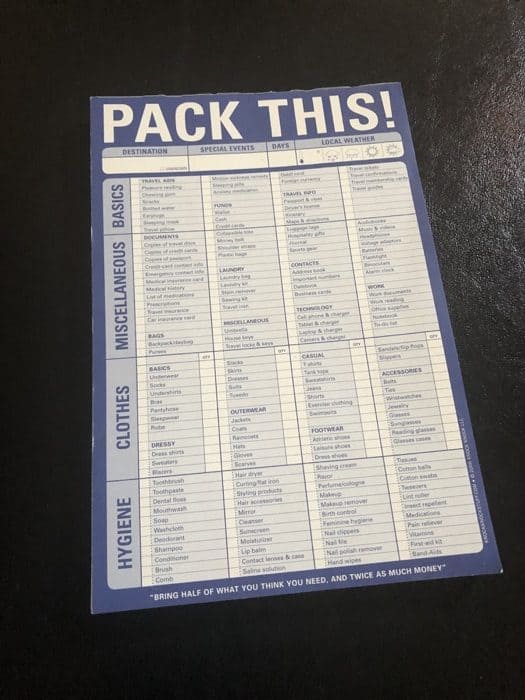 PACK THIS!
DESTINATION
SPECIAL EVENTS
DAYS
LOCAL WEATHER
BASICS
TRAVEL AIDS
Pleasure reading
Chewing gum
Snacks
Bottled water
Earplugs
Sleeping mask
Travel pillow
Motion sickness remedy
Sleeping pills
Anxiety medication
FUNDS
Wallet
Cash
Credit cards
Debit card
Foreign currency
TRAVEL INFO
Passport & visas
Driver's license
Itinerary
Maps & directions
Travel tickets
Travel confirmations
Travel membership cards
Travel guides
MISCELLANEOUS
DOCUMENTS
Copies of travel docs
Copies of credit cards
Copies of passport
Credit-card contact info
Emergency contact info
Medical insurance card
Medical history
List of medications
Prescriptions
Travel insurance
Car insurance card
BAGS
Backpack/daybag
Purses
Collapsible tote
Money belt
Shoulder straps
Plastic bags
LAUNDRY
Laundry bag
Laundry kit
Stain remover
Sewing kit
Travel iron
MISCELLANEOUS
Umbrella
House keys
Travel locks & keys
Luggage tags
Hospitality gifts
Journal
Sports gear
CONTACTS
Address book
Important numbers
Datebook
Business cards
TECHNOLOGY
Cell phone & charger
Tablet & charger
Laptop & charger
Camera & charger
Audiobooks
Music & videos
Headphones
Voltage adaptors
Batteries
Flashlight
Binoculars
Alarm clock
WORK
Work documents
Work reading
Office supplies
Notebook
To-do list
CLOTHES
QTY
BASICS
Underwear
Socks
Undershirts
Bras
Pantyhose
Sleepwear
Robe
DRESSY
Dress shirts
Sweaters
Blazers
QTY
Slacks
Skirts
Dresses
Suits
Tuxedo
OUTERWEAR
Jackets
Coats
Raincoats
Hats
Gloves
Scarves
QTY
CASUAL
T-shirts
Tank tops
Sweatshirts
Jeans
Shorts
Exercise clothing
Swimsuits
FOOTWEAR
Athletic shoes
Leisure shoes
Dress shoes
QTY
Sandals/flip-flops
Slippers
ACCESSORIES
Belts
Ties
Wristwatches
Jewelry
Glasses
Sunglasses
Reading glasses
Glasses cases
HYGIENE
Toothbrush
Toothpaste
Dental floss
Mouthwash
Soap
Washcloth
Deodorant
Shampoo
Conditioner
Brush
Comb
Hair dryer
Curling/flat iron
Styling products
Hair accessories
Mirror
Cleanser
Sunscreen
Moisturizer
Lip balm
Contact lenses & case
Saline solution
Shaving cream
Razor
Perfume/cologne
Makeup
Makeup remover
Birth control
Feminine hygiene
Nail clippers
Nail file
Nail polish remover
Hand wipes
Tissues
Cotton balls
Cotton swabs
Tweezers
Lint roller
Insect repellent
Medications
Pain reliever
Vitamins
First-aid kit
Band-Aids
"BRING HALF OF WHAT YOU THINK YOU NEED, AND TWICE AS MUCH MONEY"